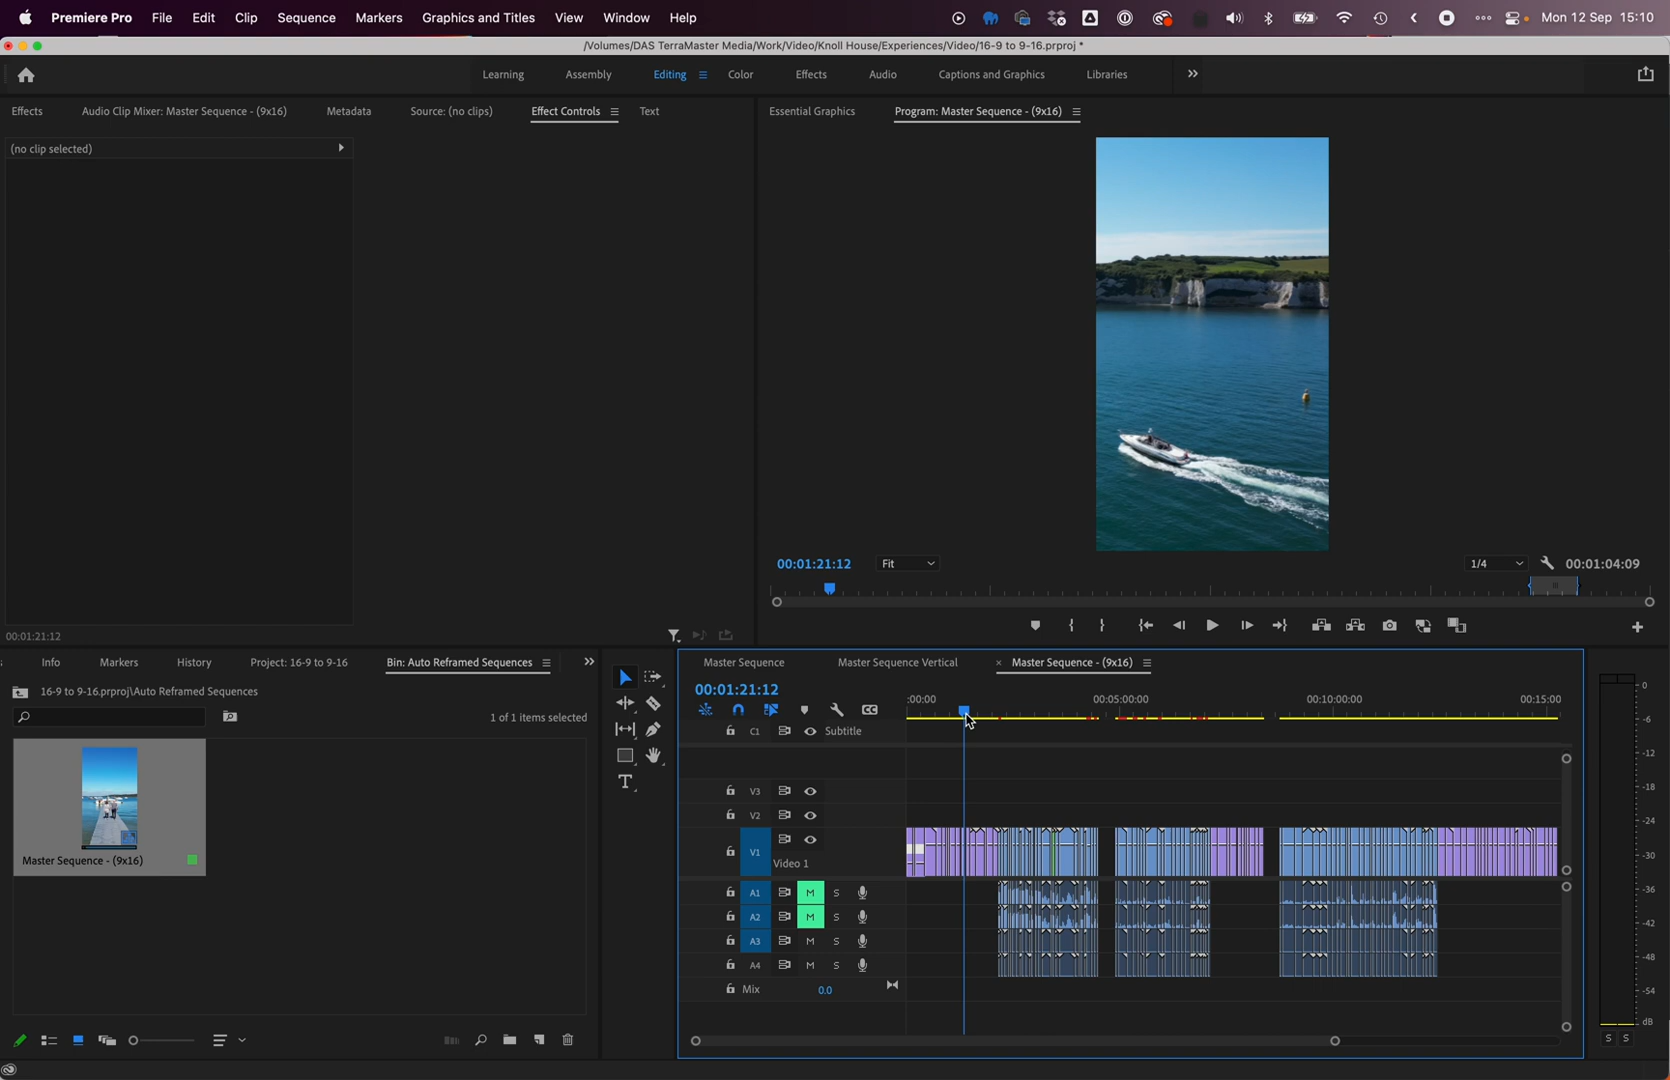 Premiere Pro File Edit Clip Sequence Markers Graphics and Titles View Window Help Mon 12 Sep 15:10
/Volumes/DAS TerraMaster Media/Work/Video/Knoll House/Experiences/Video/16-9 to 9-16.prproj *
Learning Assembly Editing Color Effects Audio Captions and Graphics Libraries
Effects Audio Clip Mixer: Master Sequence - (9x16) Metadata Source: (no clips) Effect Controls Text Essential Graphics Program: Master Sequence - (9x16)
(no clip selected)
00:01:21:12 Fit 1/4 00:01:04:09
00:01:21:12
Info Markers History Project: 16-9 to 9-16 Bin: Auto Reframed Sequences
Master Sequence Master Sequence Vertical × Master Sequence - (9x16)
16-9 to 9-16.prproj\Auto Reframed Sequences
00:01:21:12
1 of 1 items selected
:00:00 00:05:00:00 00:10:00:00 00:15:00
C1 Subtitle
V3
V2
V1
Video 1
Master Sequence - (9x16)
A1 M S
A2 M S
A3 M S
A4 M S
Mix 0.0
0
-6
-12
-18
-24
-30
-36
-42
-48
-54
dB
S S